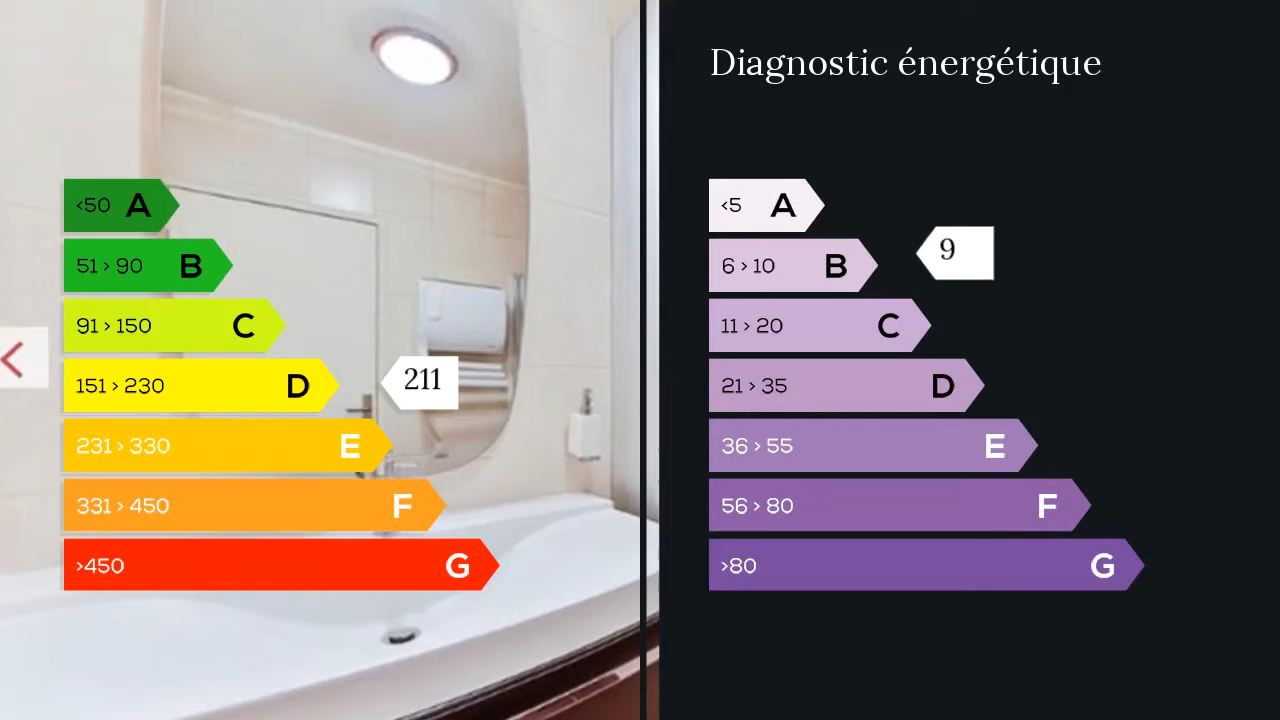 Diagnostic énergétique
<50 A
51 > 90 B
91 > 150 C
151 > 230 D
211
231 > 330 E
331 > 450 F
>450 G
<5 A
9
6 > 10 B
11 > 20 C
21 > 35 D
36 > 55 E
56 > 80 F
>80 G